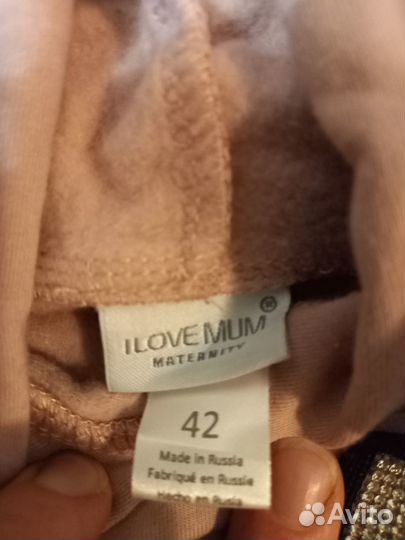 I LOVE MUM®
MATERNITY
42
Made in Russia
Fabriqué en Russie
Hecho en Rusia
Avito